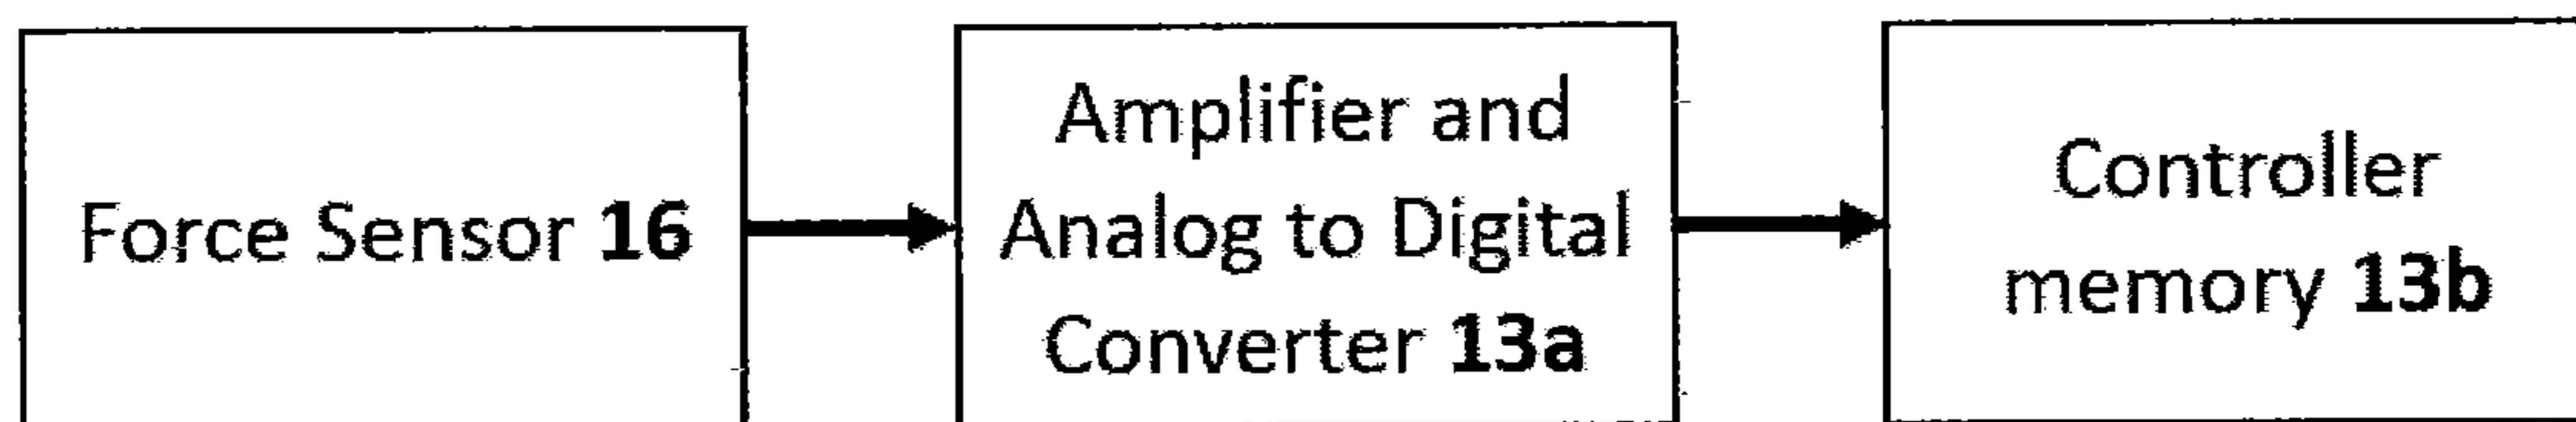 Force Sensor 16
Amplifier and
Analog to Digital
Converter 13a
Controller
memory 13b